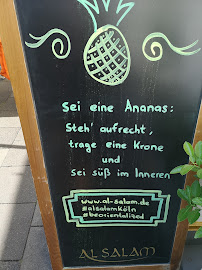 Sei eine Ananas:
Steh' aufrecht,
trage eine Krone
und
sei süß im Inneren
www.al-salam.de
#alsalamköln
#beorientalized
AL SALAM